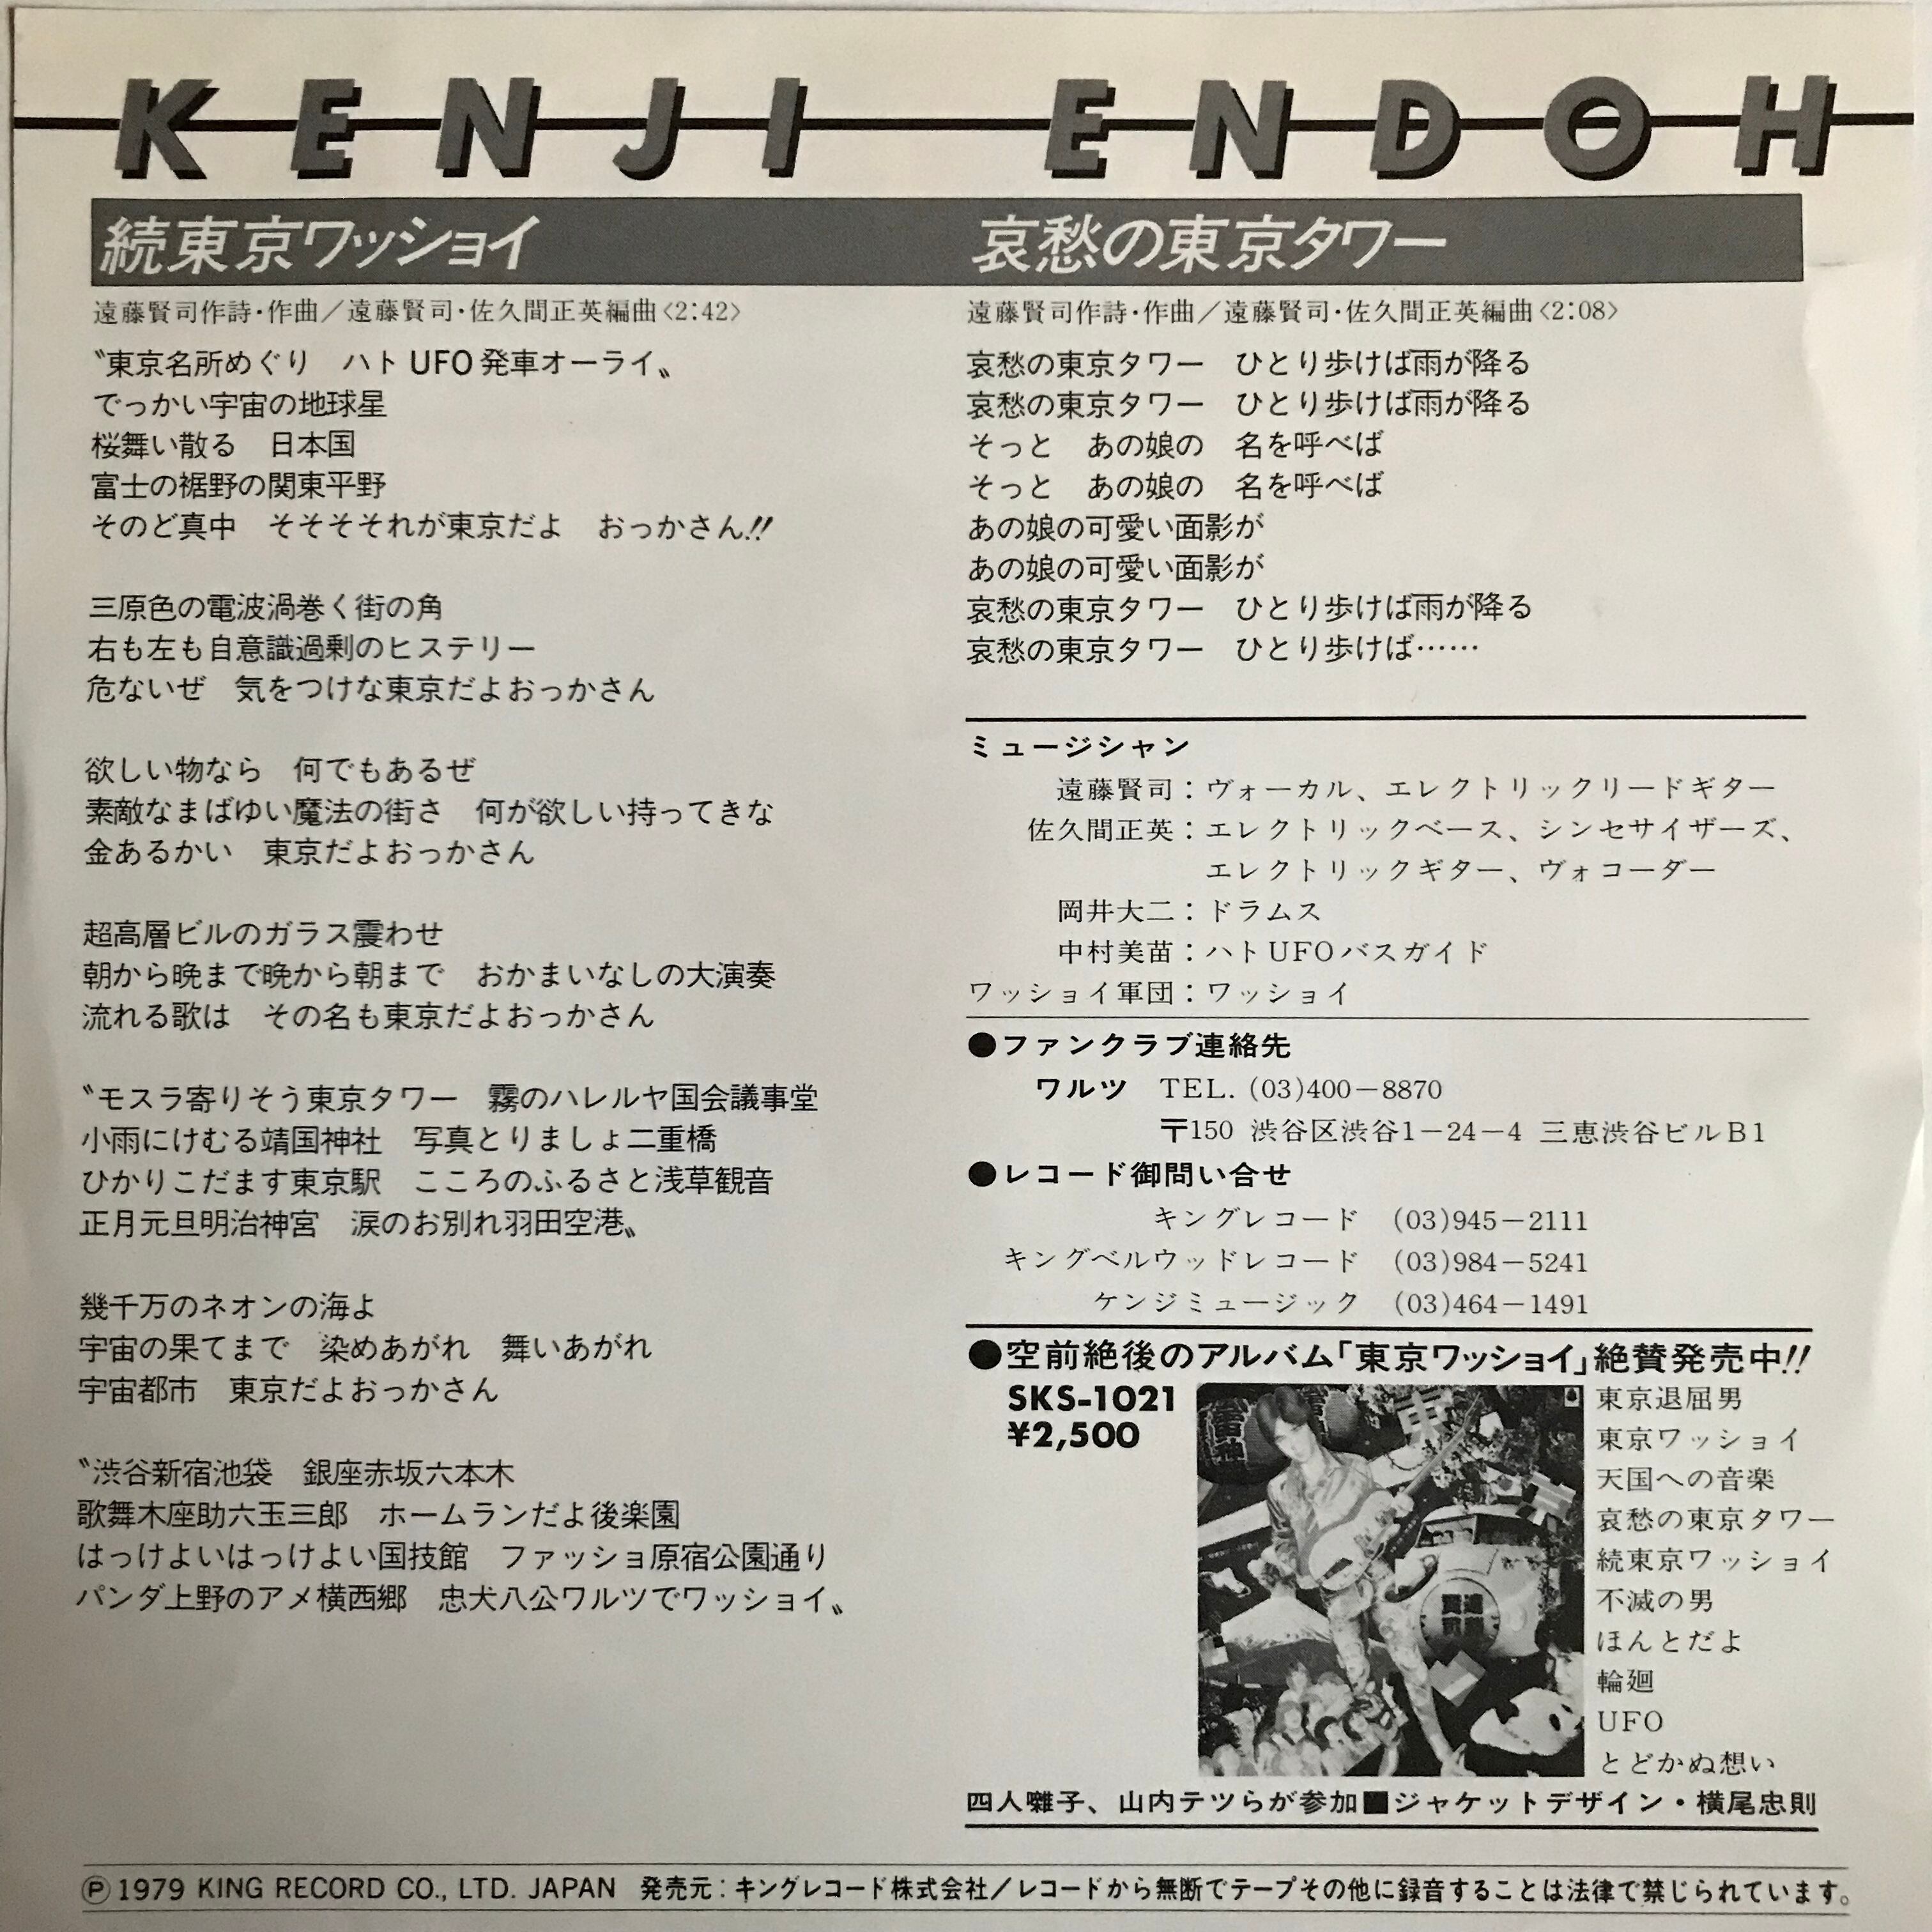 KENJI ENDOH
続東京ワッショイ
遠藤賢司作詩・作曲／遠藤賢司・佐久間正英編曲〈2:42〉
〝東京名所めぐり　ハトUFO発車オーライ〟
でっかい宇宙の地球星
桜舞い散る　日本国
富士の裾野の関東平野
そのど真中　そそそそれが東京だよ　おっかさん!!
三原色の電波渦巻く街の角
右も左も自意識過剰のヒステリー
危ないぜ　気をつけな東京だよおっかさん
欲しい物なら　何でもあるぜ
素敵なまばゆい魔法の街さ　何が欲しい持ってきな
金あるかい　東京だよおっかさん
超高層ビルのガラス震わせ
朝から晩まで晩から朝まで　おかまいなしの大演奏
流れる歌は　その名も東京だよおっかさん
〝モスラ寄りそう東京タワー　霧のハレルヤ国会議事堂
小雨にけむる靖国神社　写真とりましょ二重橋
ひかりこだます東京駅　こころのふるさと浅草観音
正月元旦明治神宮　涙のお別れ羽田空港〟
幾千万のネオンの海よ
宇宙の果てまで　染めあがれ　舞いあがれ
宇宙都市　東京だよおっかさん
〝渋谷新宿池袋　銀座赤坂六本木
歌舞木座助六玉三郎　ホームランだよ後楽園
はっけよいはっけよい国技館　ファッショ原宿公園通り
パンダ上野のアメ横西郷　忠犬八公ワルツでワッショイ〟
哀愁の東京タワー
遠藤賢司作詩・作曲／遠藤賢司・佐久間正英編曲〈2:08〉
哀愁の東京タワー　ひとり歩けば雨が降る
哀愁の東京タワー　ひとり歩けば雨が降る
そっと　あの娘の　名を呼べば
そっと　あの娘の　名を呼べば
あの娘の可愛い面影が
あの娘の可愛い面影が
哀愁の東京タワー　ひとり歩けば雨が降る
哀愁の東京タワー　ひとり歩けば……
ミュージシャン
遠藤賢司：ヴォーカル、エレクトリックリードギター
佐久間正英：エレクトリックベース、シンセサイザーズ、
エレクトリックギター、ヴォコーダー
岡井大二：ドラムス
中村美苗：ハトUFOバスガイド
ワッショイ軍団：ワッショイ
●ファンクラブ連絡先
ワルツ　TEL. (03)400－8870
〒150 渋谷区渋谷1－24－4 三恵渋谷ビルB1
●レコード御問い合せ
キングレコード　(03)945－2111
キングベルウッドレコード　(03)984－5241
ケンジミュージック　(03)464－1491
●空前絶後のアルバム「東京ワッショイ」絶賛発売中!!
SKS-1021
¥2,500
東京退屈男
東京ワッショイ
天国への音楽
哀愁の東京タワー
続東京ワッショイ
不滅の男
ほんとだよ
輪廻
UFO
とどかぬ想い
四人囃子、山内テツらが参加■ジャケットデザイン・横尾忠則
Ⓟ1979 KING RECORD CO., LTD. JAPAN　発売元：キングレコード株式会社／レコードから無断でテープその他に録音することは法律で禁じられています。